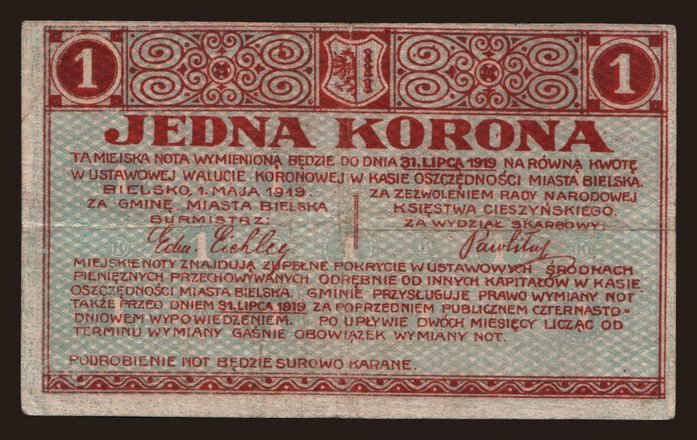 1 1
JEDNA KORONA
TA MIEJSKA NOTA WYMIENIONĄ BĘDZIE DO DNIA 31. LIPCA 1919 NA RÓWNĄ KWOTĘ
W USTAWOWEJ WALUCIE KORONOWEJ W KASIE OSZCZĘDNOŚCI MIASTA BIELSKA.
BIELSKO, 1. MAJA 1919. ZA ZEZWOLENIEM RADY NARODOWEJ
ZA GMINĘ MIASTA BIELSKA KSIĘSTWA CIESZYŃSKIEGO.
BURMISTRZ: ZA WYDZIAŁ SKARBOWY:
1 1 1
MIEJSKIE NOTY ZNAJDUJĄ ZUPEŁNE POKRYCIE W USTAWOWYCH ŚRODKACH
PIENIĘŻNYCH PRZECHOWYWANYCH ODRĘBNIE OD INNYCH KAPITAŁÓW W KASIE
OSZCZĘDNOŚCI MIASTA BIELSKA. GMINIE PRZYSŁUGUJE PRAWO WYMIANY NOT
TAKŻE PRZED DNIEM 31. LIPCA 1919 ZA POPRZEDNIEM PUBLICZNEM CZTERNASTO-
DNIOWEM WYPOWIEDZENIEM. PO UPŁYWIE DWÓCH MIESIĘCY LICZĄC OD
TERMINU WYMIANY GAŚNIE OBOWIĄZEK WYMIANY NOT.
PODROBIENIE NOT BĘDZIE SUROWO KARANE.